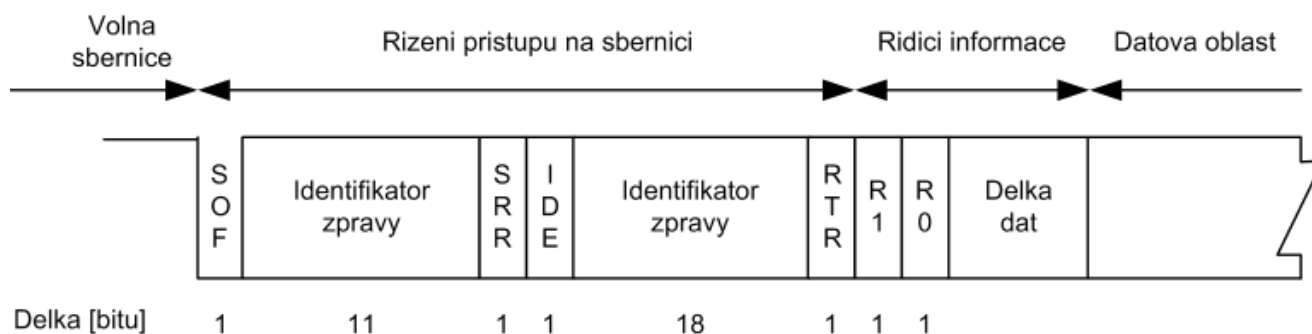 Volna
sbernice
Rizeni pristupu na sbernici
Ridici informace
Datova oblast
S
O
F
Identifikator
zpravy
S
R
R
I
D
E
Identifikator
zpravy
R
T
R
R
1
R
0
Delka
dat
Delka [bitu] 1 11 1 1 18 1 1 1